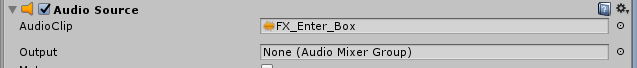 Audio Source
AudioClip FX_Enter_Box
Output None (Audio Mixer Group)